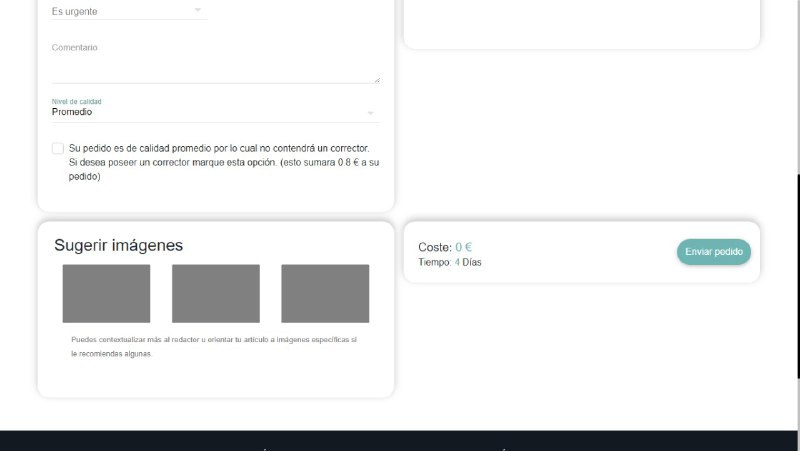 Es urgente
Comentario
Nivel de calidad
Promedio
Su pedido es de calidad promedio por lo cual no contendrá un corrector.
Si desea poseer un corrector marque esta opción. (esto sumara 0.8 € a su
pedido)
Sugerir imágenes
Puedes contextualizar más al redactor u orientar tu artículo a imágenes específicas si
le recomiendas algunas.
Coste: 0 €
Tiempo: 4 Días
Enviar pedido